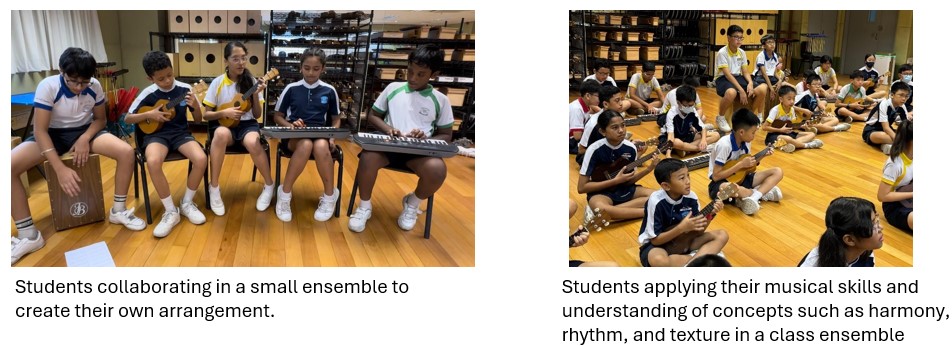 Students collaborating in a small ensemble to
create their own arrangement.
Students applying their musical skills and
understanding of concepts such as harmony,
rhythm, and texture in a class ensemble